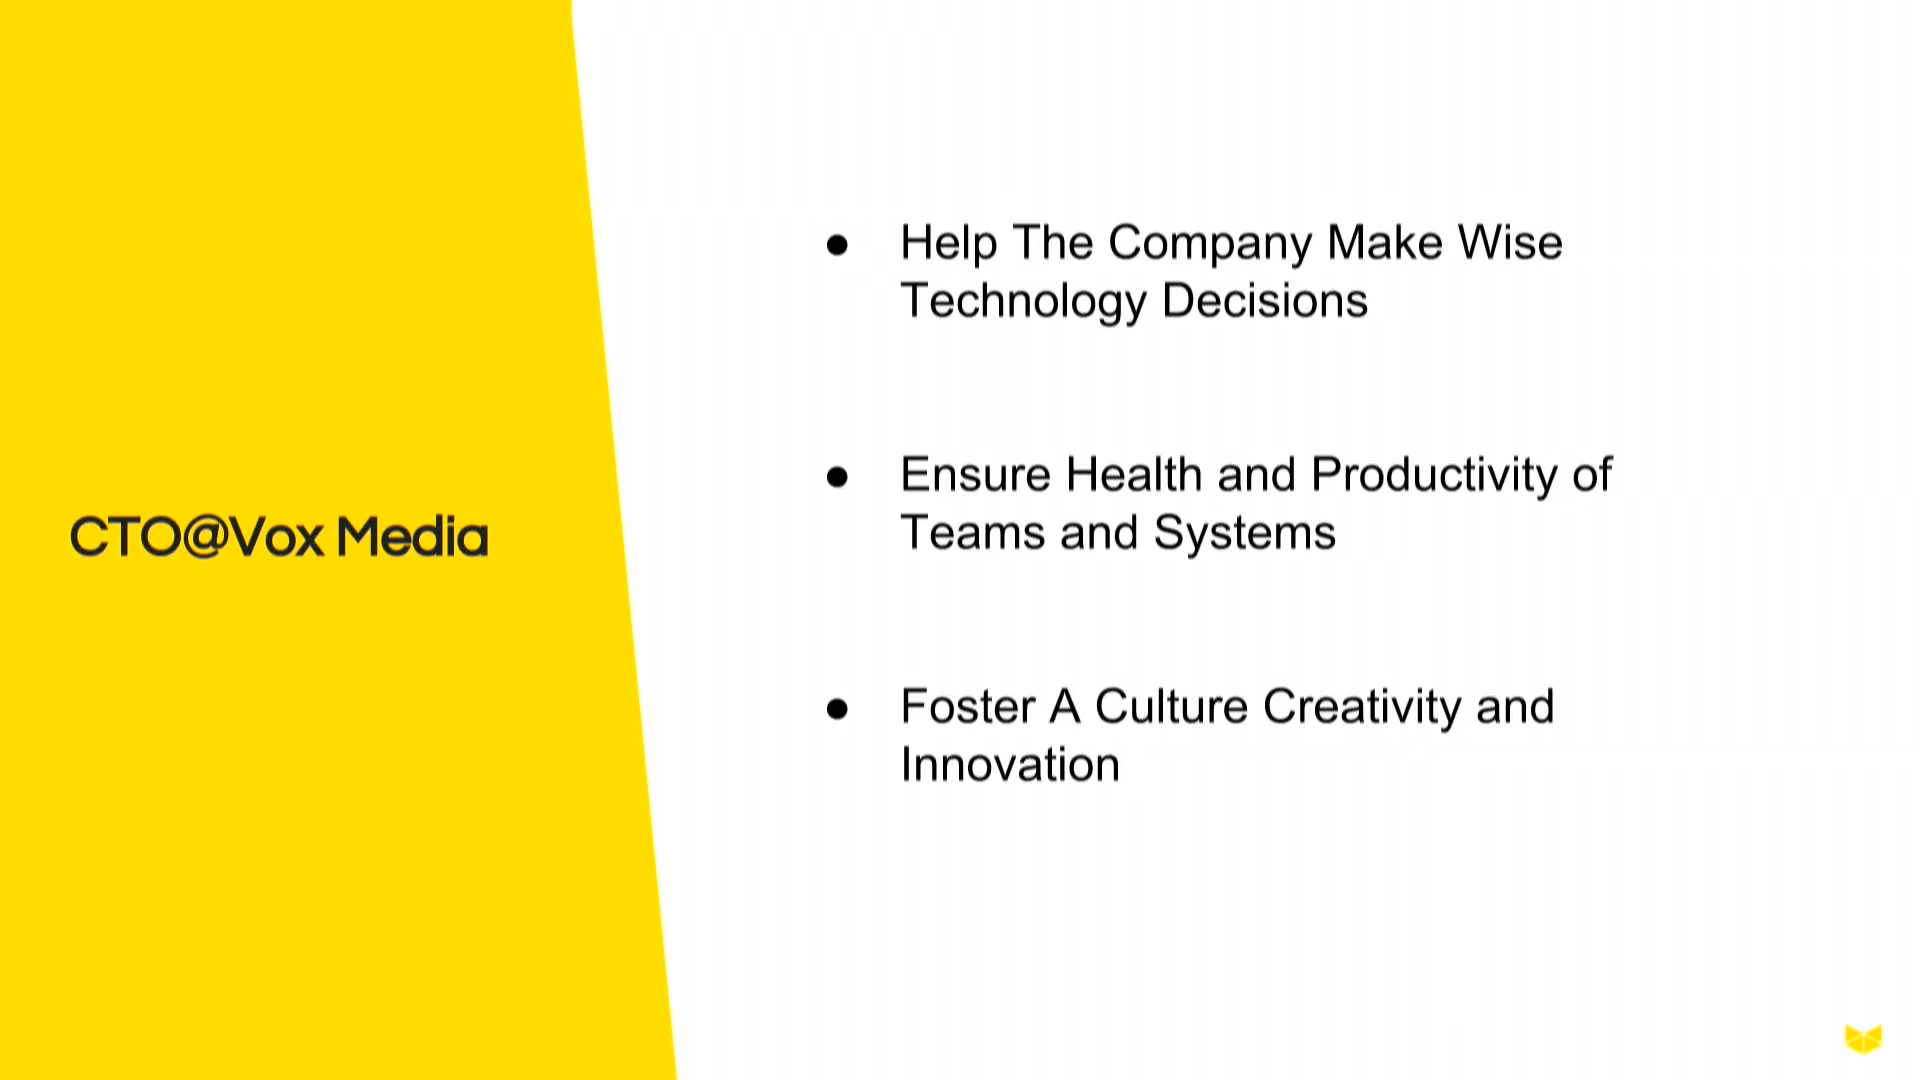 CTO@Vox Media
● Help The Company Make Wise
Technology Decisions
● Ensure Health and Productivity of
Teams and Systems
● Foster A Culture Creativity and
Innovation